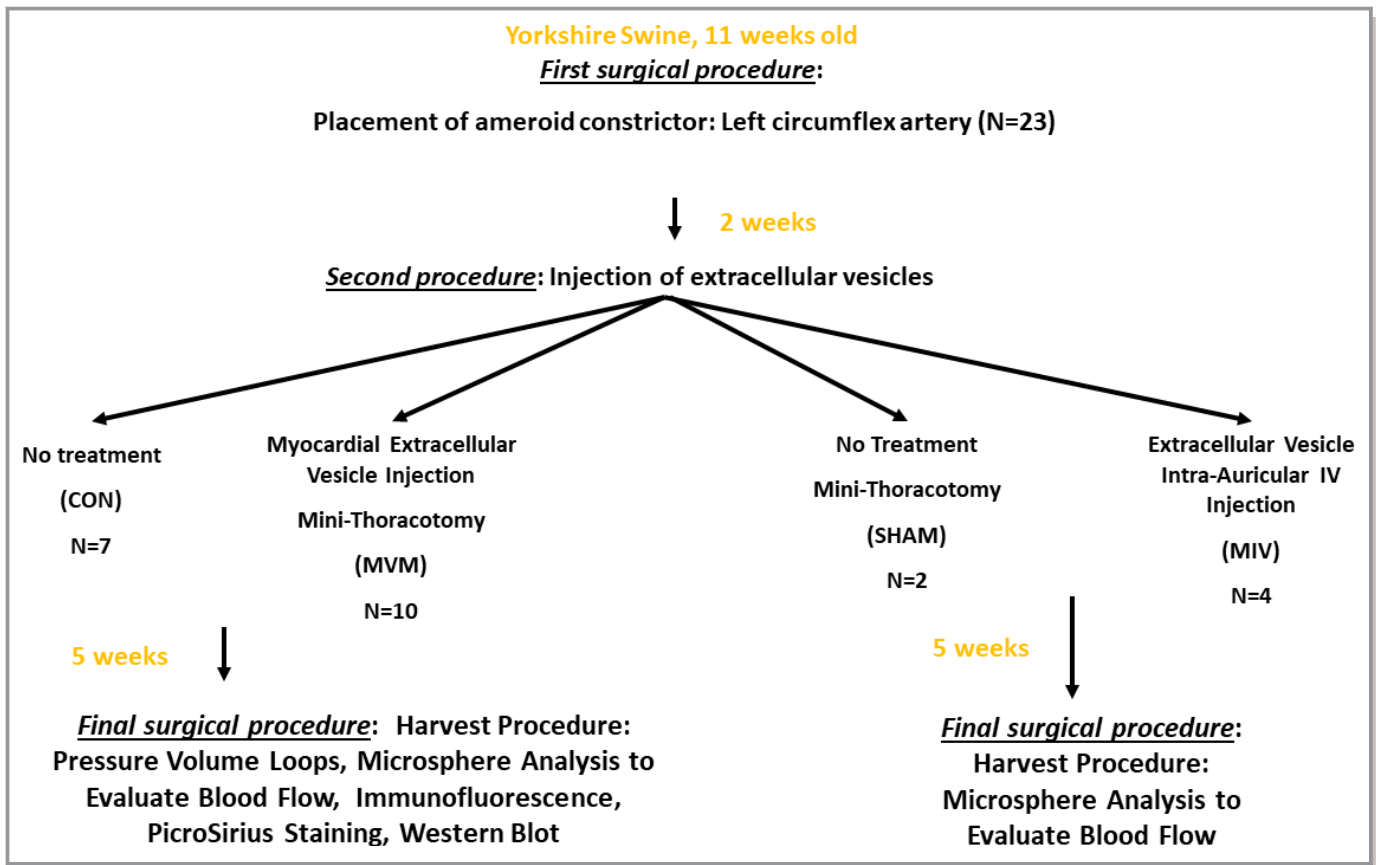 Yorkshire Swine, 11 weeks old
First surgical procedure:
Placement of ameroid constrictor: Left circumflex artery (N=23)
2 weeks
Second procedure: Injection of extracellular vesicles
No treatment
(CON)
N=7
Myocardial Extracellular
Vesicle Injection
Mini-Thoracotomy
(MVM)
N=10
No Treatment
Mini-Thoracotomy
(SHAM)
N=2
Extracellular Vesicle
Intra-Auricular IV
Injection
(MIV)
N=4
5 weeks
Final surgical procedure: Harvest Procedure:
Pressure Volume Loops, Microsphere Analysis to
Evaluate Blood Flow, Immunofluorescence,
PicroSirius Staining, Western Blot
5 weeks
Final surgical procedure:
Harvest Procedure:
Microsphere Analysis to
Evaluate Blood Flow